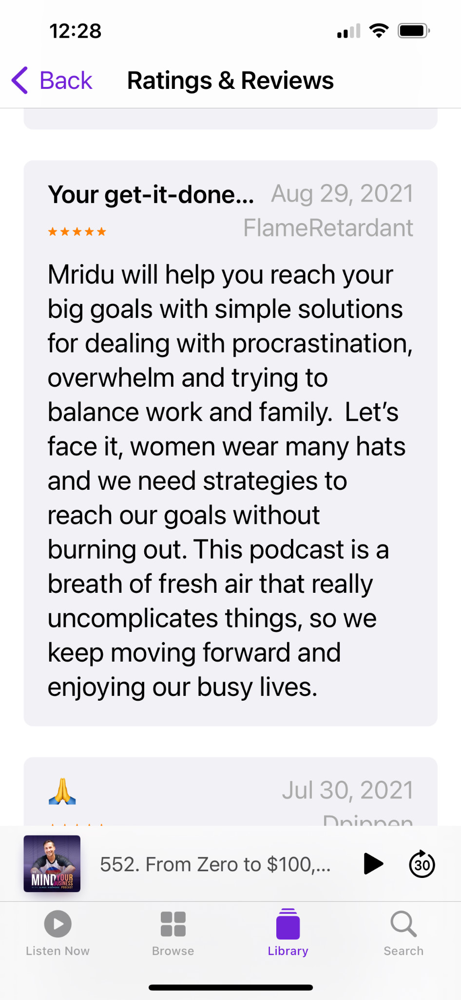 12:28
Back
Ratings & Reviews
Your get-it-done...
Aug 29, 2021
FlameRetardant
Mridu will help you reach your
big goals with simple solutions
for dealing with procrastination,
overwhelm and trying to
balance work and family.  Let’s
face it, women wear many hats
and we need strategies to
reach our goals without
burning out. This podcast is a
breath of fresh air that really
uncomplicates things, so we
keep moving forward and
enjoying our busy lives.
🙏
Jul 30, 2021
Dpippen
THE
MIND YOUR
BUSINESS
WITH JAMES WEDMORE PODCAST
552. From Zero to $100,...
30
Listen Now
Browse
Library
Search